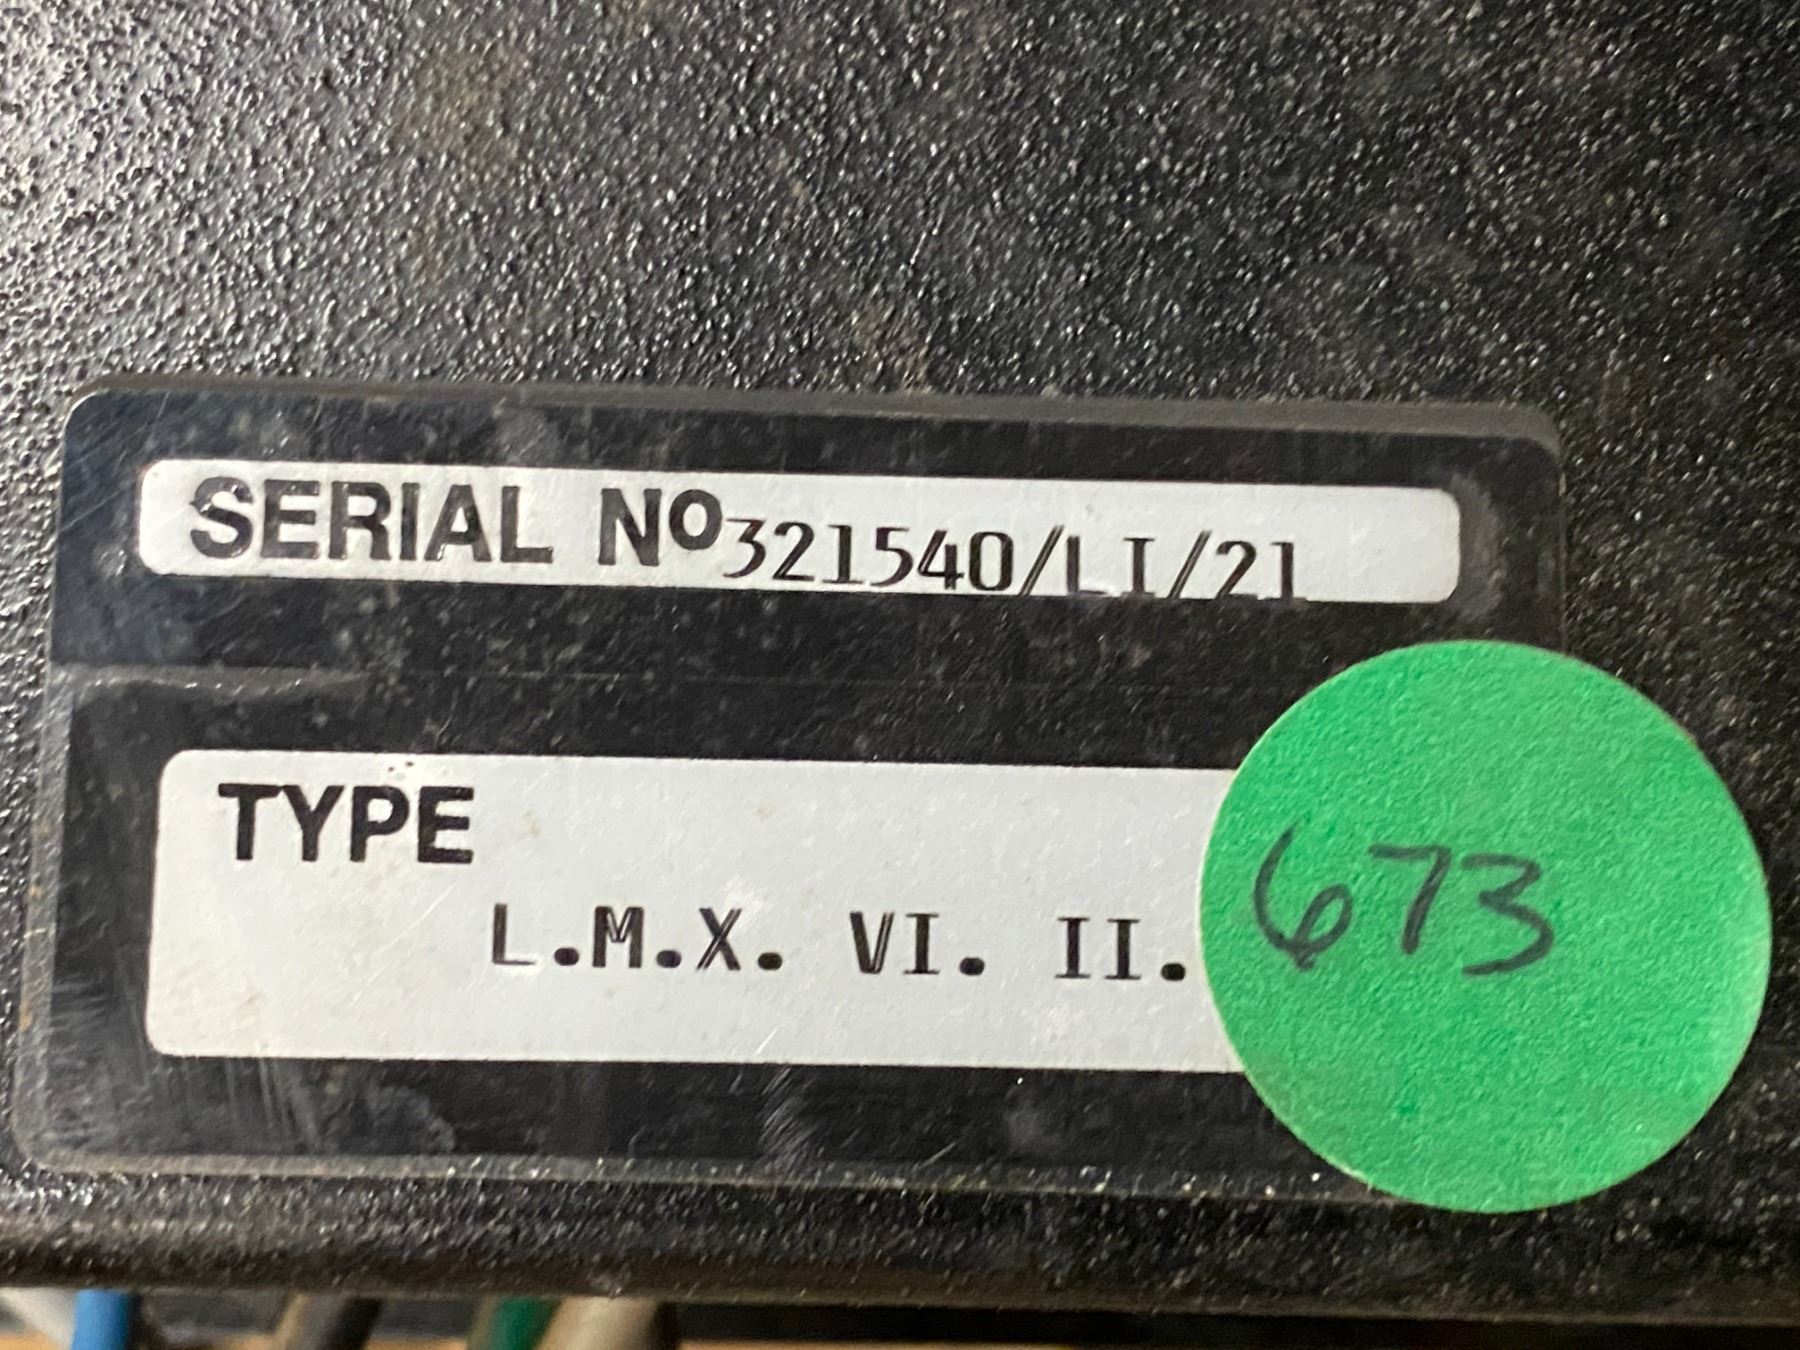 SERIAL Nº 321540/LI/21
TYPE
L.M.X. VI. II.
673